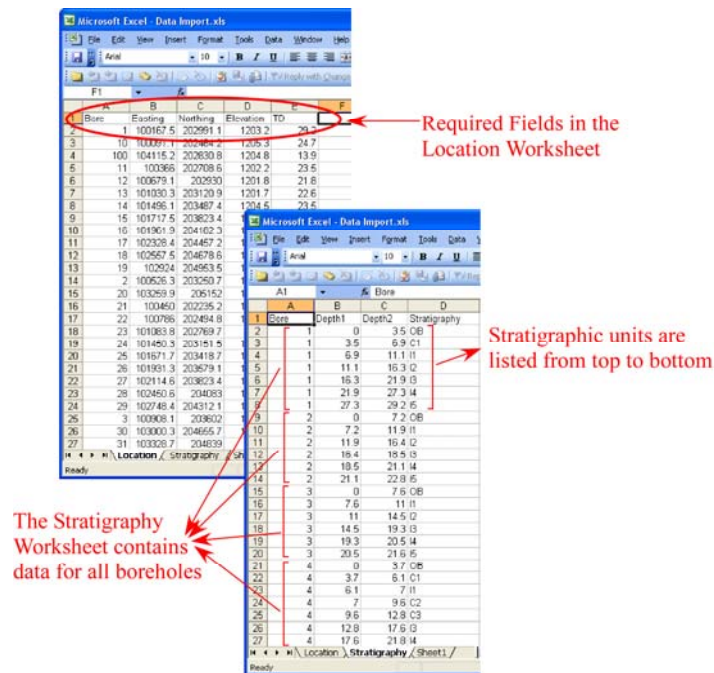 Microsoft Excel - Data Import.xls
File Edit View Insert Format Tools Data Window Help
Arial 10 B I U
F1
A B C D E F
1 Bore Easting Northing Elevation TD
2 1 100167.5 202991.1 1203.2 29.2
3 10 100091.1 202484.2 1205.3 24.7
4 100 104115.2 202830.8 1204.8 13.9
5 11 100366 202708.6 1202.2 23.5
6 12 100679.1 202930 1201.8 21.8
7 13 101030.3 203120.9 1201.7 22.6
8 14 101496.1 203487.4 1204.5 23.5
9 15 101717.5 203823.4
10 16 101961.9 204102.3
11 17 102328.4 204457.2
12 18 102557.5 204678.6
13 19 102924 204953.5
14 2 100526.3 203250.7
15 20 103259.9 205152
16 21 100450 202235.2
17 22 100786 202494.8
18 23 101083.8 202769.7
19 24 101450.3 203151.5
20 25 101671.7 203418.7
21 26 101931.3 203579.1
22 27 102114.6 203823.4
23 28 102450.6 204083
24 29 102748.4 204312.1
25 3 100908.1 203602
26 30 103000.3 204655.7
27 31 103328.7 204839
Location Stratigraphy
Ready
Required Fields in the
Location Worksheet
Microsoft Excel - Data Import.xls
File Edit View Insert Format Tools Data
Arial 10 B I U
A1 Bore
A B C D
1 Bore Depth1 Depth2 Stratigraphy
2 1 0 3.5 OB
3 1 3.5 6.9 C1
4 1 6.9 11.1 I1
5 1 11.1 16.3 I2
6 1 16.3 21.9 I3
7 1 21.9 27.3 I4
8 1 27.3 29.2 I5
9 2 0 7.2 OB
10 2 7.2 11.9 I1
11 2 11.9 16.4 I2
12 2 16.4 18.5 I3
13 2 18.5 21.1 I4
14 2 21.1 22.8 I5
15 3 0 7.6 OB
16 3 7.6 11 I1
17 3 11 14.5 I2
18 3 14.5 19.3 I3
19 3 19.3 20.5 I4
20 3 20.5 21.6 I5
21 4 0 3.7 OB
22 4 3.7 6.1 C1
23 4 6.1 7 I1
24 4 7 9.6 C2
25 4 9.6 12.8 C3
26 4 12.8 17.6 I3
27 4 17.6 21.8 I4
Location Stratigraphy Sheet1
Ready
Stratigraphic units are
listed from top to bottom
The Stratigraphy
Worksheet contains
data for all boreholes